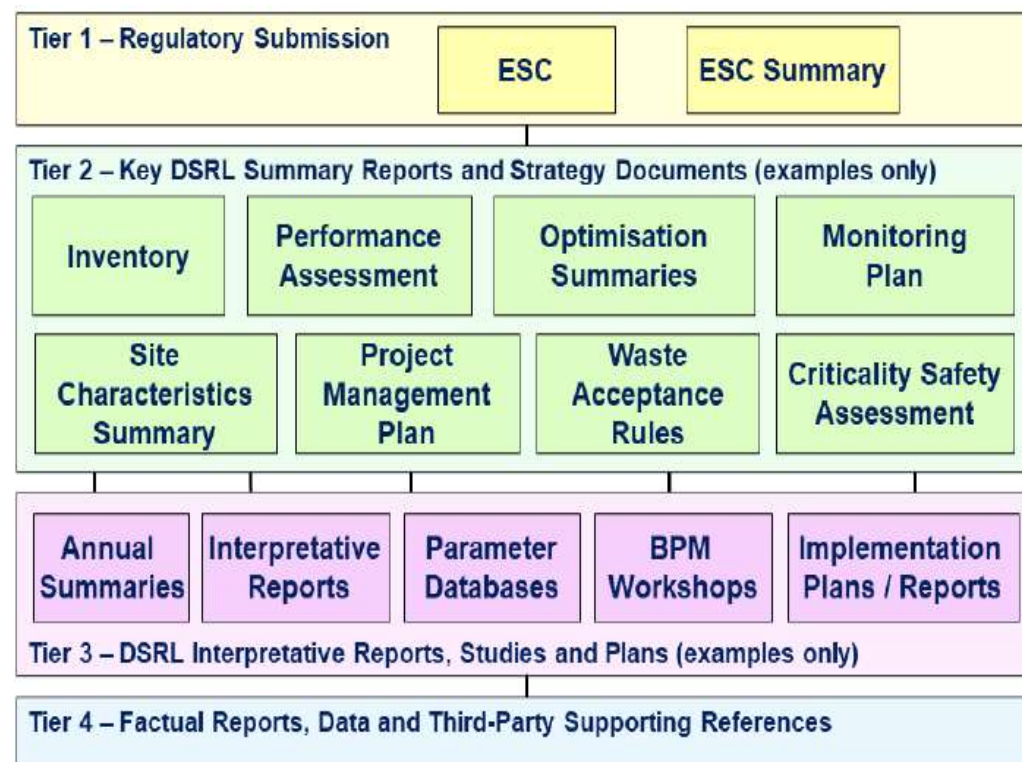 Tier 1 – Regulatory Submission
ESC
ESC Summary
Tier 2 – Key DSRL Summary Reports and Strategy Documents (examples only)
Inventory
Performance
Assessment
Optimisation
Summaries
Monitoring
Plan
Site
Characteristics
Summary
Project
Management
Plan
Waste
Acceptance
Rules
Criticality Safety
Assessment
Annual
Summaries
Interpretative
Reports
Parameter
Databases
BPM
Workshops
Implementation
Plans / Reports
Tier 3 – DSRL Interpretative Reports, Studies and Plans (examples only)
Tier 4 – Factual Reports, Data and Third-Party Supporting References